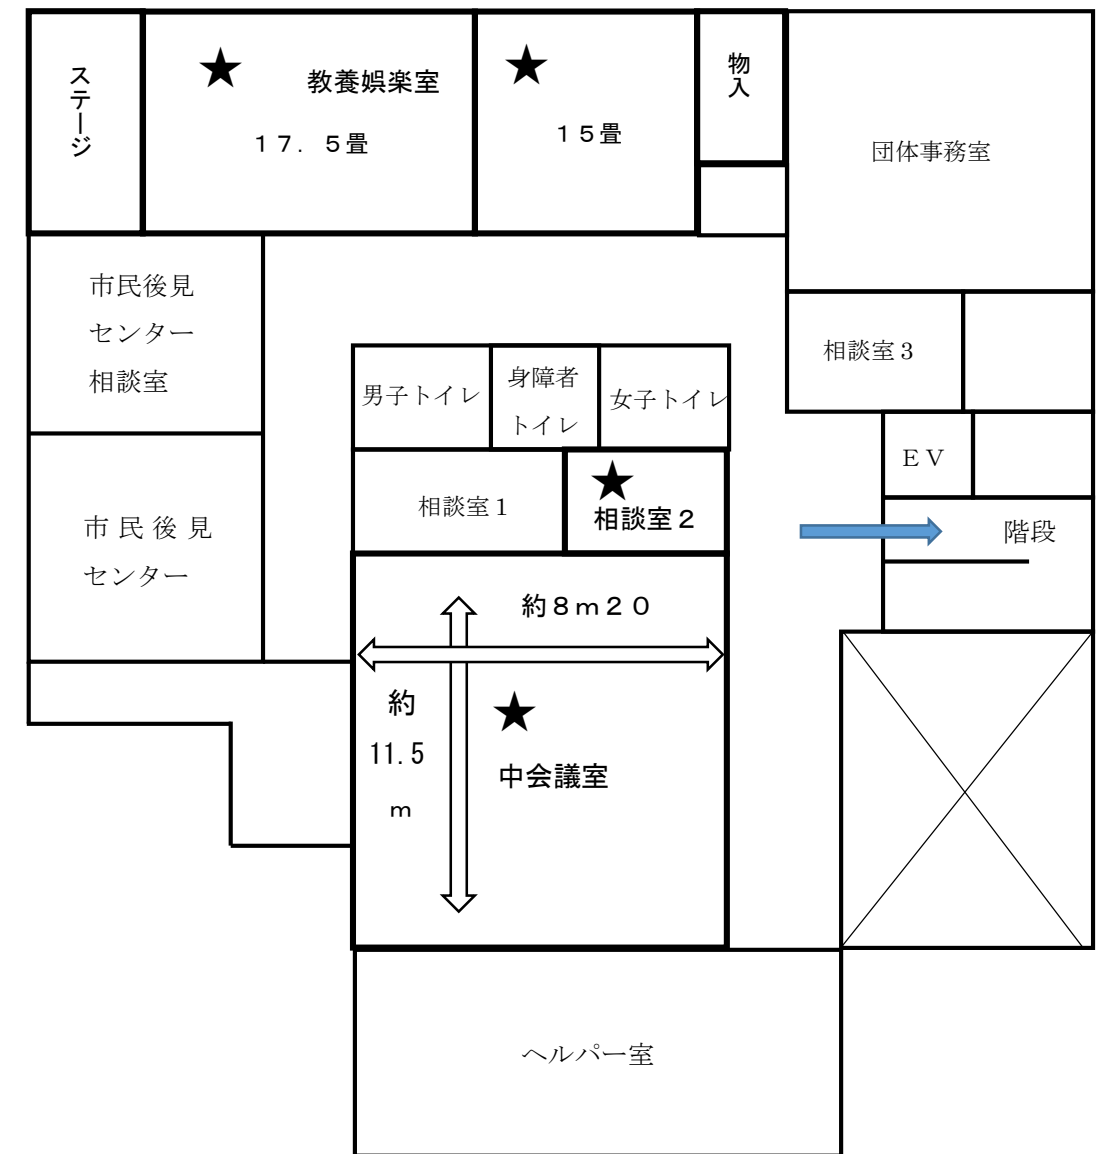 ステージ
教養娯楽室
１７．５畳
１５畳
物入
団体事務室
市民後見
センター
相談室
相談室３
男子トイレ
身障者
トイレ
女子トイレ
ＥＶ
相談室１
相談室２
市民後見
センター
階段
約８ｍ２０
約
11.5
ｍ
中会議室
ヘルパー室